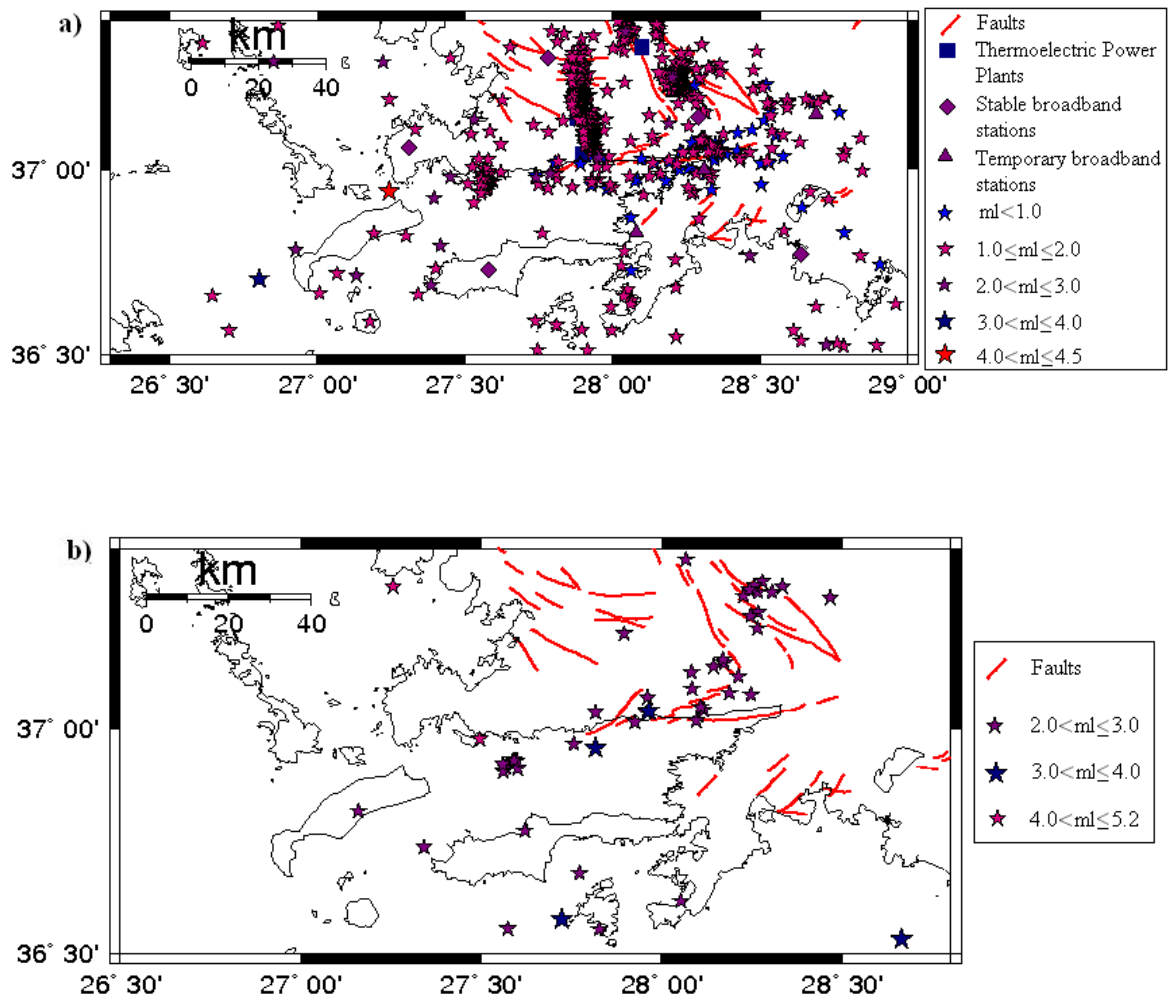 a)
km
0 20 40
37° 00'
36° 30'
26° 30' 27° 00' 27° 30' 28° 00' 28° 30' 29° 00'
Faults
Thermoelectric Power
Plants
Stable broadband
stations
Temporary broadband
stations
ml<1.0
1.0<ml≤2.0
2.0<ml≤3.0
3.0<ml≤4.0
4.0<ml≤4.5
b)
km
0 20 40
37° 00'
36° 30'
26° 30' 27° 00' 27° 30' 28° 00' 28° 30'
Faults
2.0<ml≤3.0
3.0<ml≤4.0
4.0<ml≤5.2